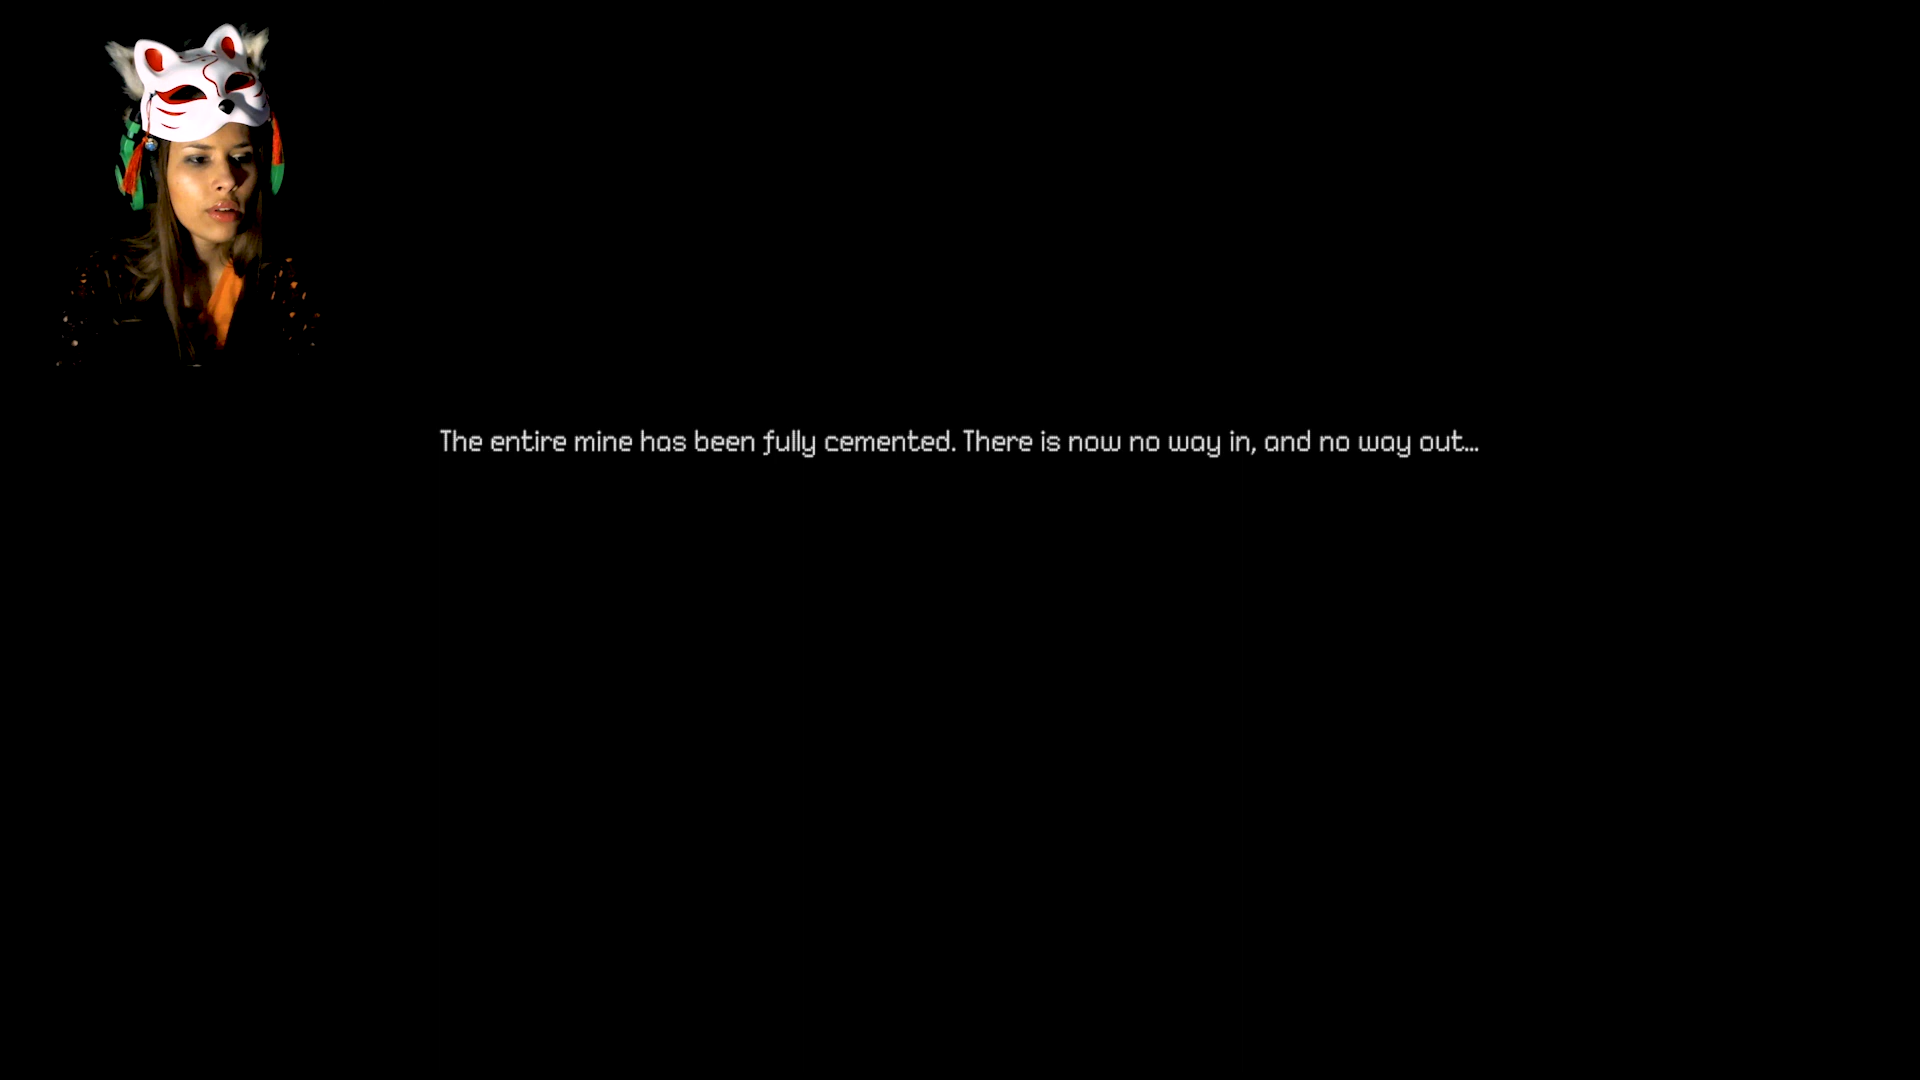 The entire mine has been fully cemented. There is now no way in, and no way out...